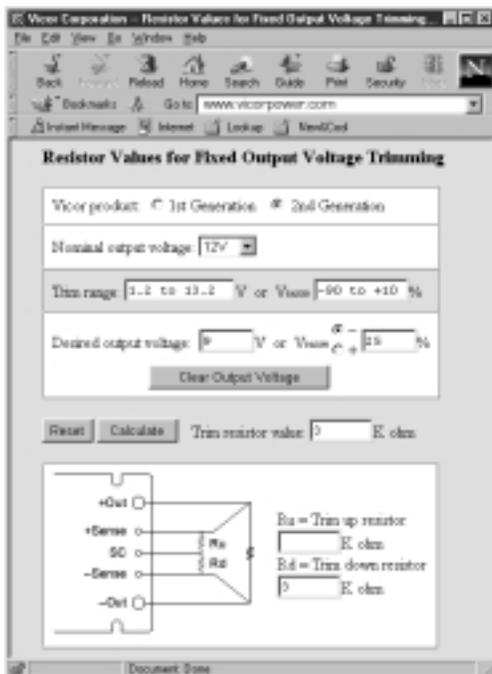 Vicor Corporation - Resistor Values for Fixed Output Voltage Trimming...
File Edit View Go Window Help
Back Reload Home Search Guide Print Security
Bookmarks Go to www.vicorpower.com
Instant Message Internet Lookup New&Cool
Resistor Values for Fixed Output Voltage Trimming
Vicor product: 1st Generation 2nd Generation
Nominal output voltage: 12V
Trim range: 1.2 to 13.2 V or V -90 to +10 %
Desired output voltage: 9 V or V - + 25 %
Clear Output Voltage
Reset Calculate Trim resistor value: 3 K ohm
+Out
+Sense Ru
SC
-Sense Rd
-Out
Ru = Trim up resistor
K ohm
Rd = Trim down resistor
3 K ohm
Document: Done